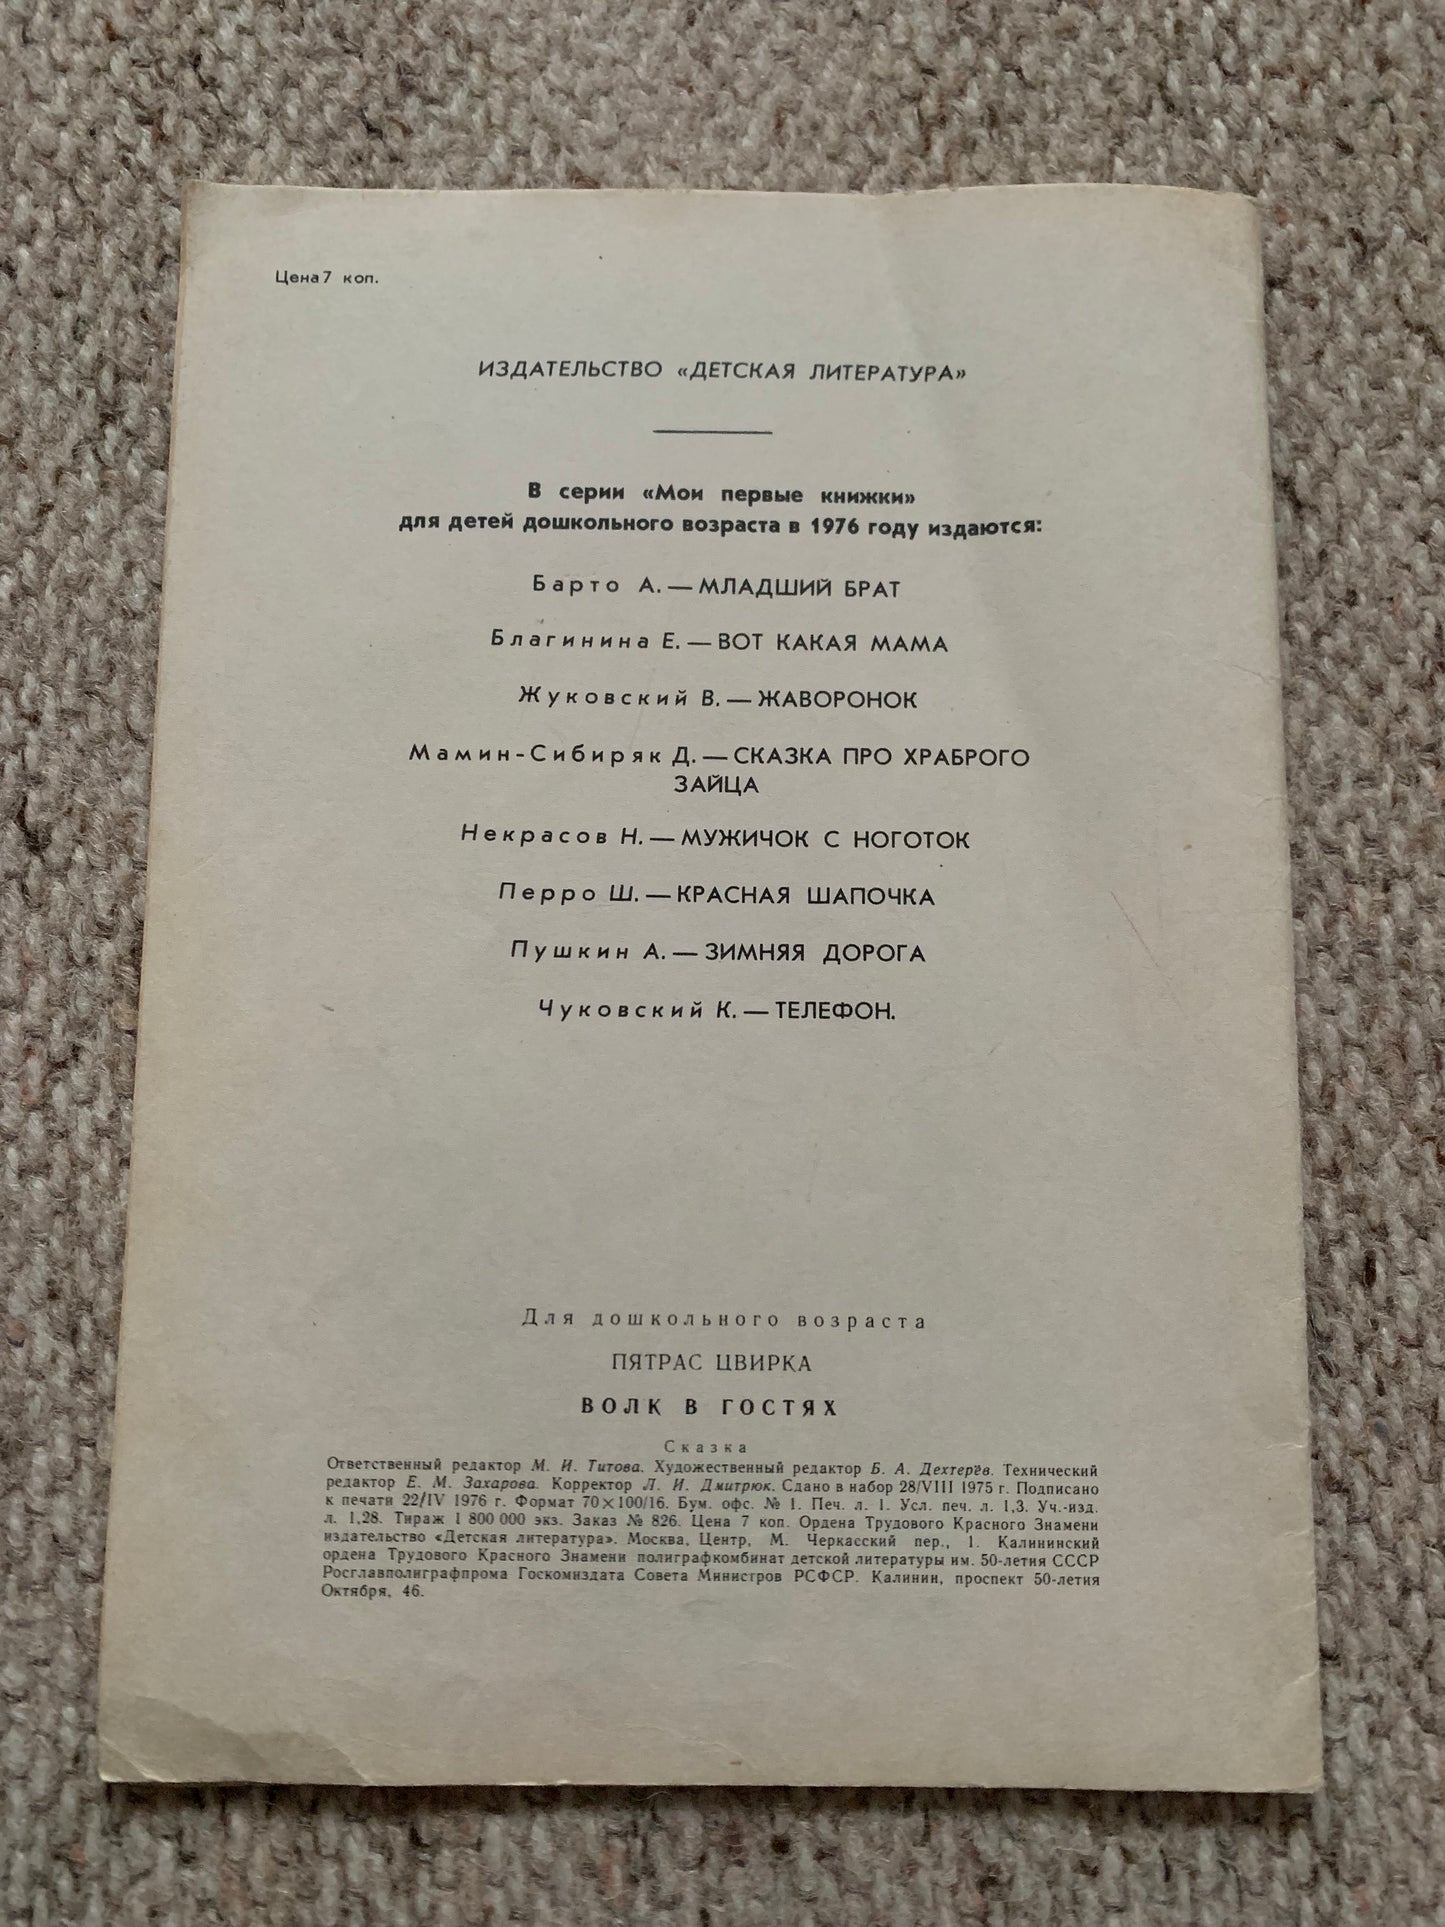 Цена 7 коп.
ИЗДАТЕЛЬСТВО «ДЕТСКАЯ ЛИТЕРАТУРА»
В серии «Мои первые книжки»
для детей дошкольного возраста в 1976 году издаются:
Барто А. — МЛАДШИЙ БРАТ
Благинина Е. — ВОТ КАКАЯ МАМА
Жуковский В. — ЖАВОРОНОК
Мамин-Сибиряк Д. — СКАЗКА ПРО ХРАБРОГО
ЗАЙЦА
Некрасов Н. — МУЖИЧОК С НОГОТОК
Перро Ш. — КРАСНАЯ ШАПОЧКА
Пушкин А. — ЗИМНЯЯ ДОРОГА
Чуковский К. — ТЕЛЕФОН.
Для дошкольного возраста
ПЯТРАС ЦВИРКА
ВОЛК В ГОСТЯХ
Сказка
Ответственный редактор М. И. Титова. Художественный редактор Б. А. Дехтерёв. Технический
редактор Е. М. Захарова. Корректор Л. И. Дмитрюк. Сдано в набор 28/VIII 1975 г. Подписано
к печати 22/IV 1976 г. Формат 70×100/16. Бум. офс. № 1. Печ. л. 1. Усл. печ. л. 1,3. Уч.-изд.
л. 1,28. Тираж 1 800 000 экз. Заказ № 826. Цена 7 коп. Ордена Трудового Красного Знамени
издательство «Детская литература». Москва, Центр, М. Черкасский пер., 1. Калининский
ордена Трудового Красного Знамени полиграфкомбинат детской литературы им. 50-летия СССР
Росглавполиграфпрома Госкомиздата Совета Министров РСФСР. Калинин, проспект 50-летия
Октября, 46.